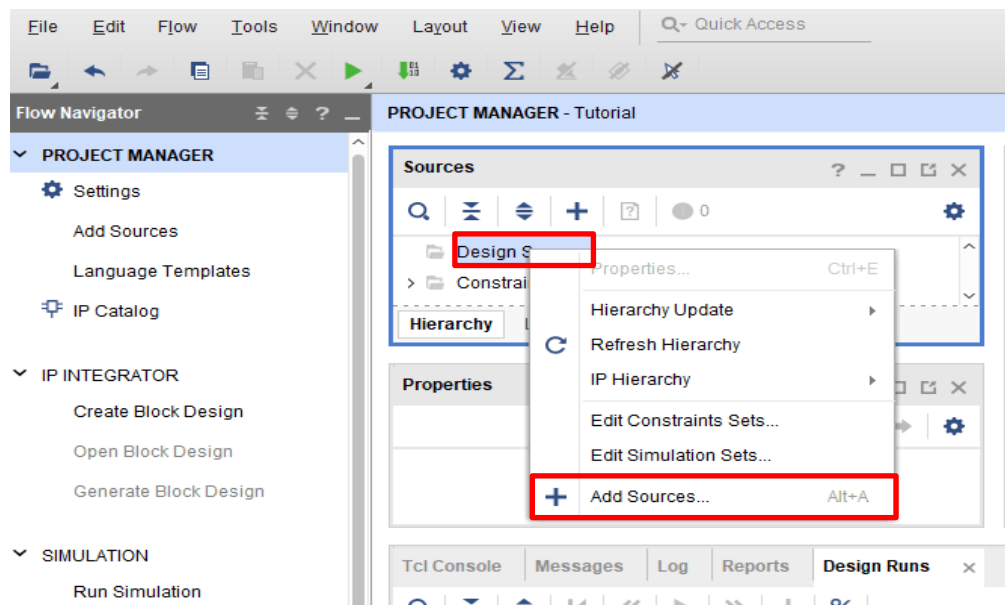 File Edit Flow Tools Window Layout View Help Quick Access
Flow Navigator ? PROJECT MANAGER - Tutorial
PROJECT MANAGER
Settings
Add Sources
Language Templates
IP Catalog
IP INTEGRATOR
Create Block Design
Open Block Design
Generate Block Design
SIMULATION
Run Simulation
Sources ?
? 0
Design S
Constrai
Hierarchy
Properties
Properties... Ctrl+E
Hierarchy Update
Refresh Hierarchy
IP Hierarchy
Edit Constraints Sets...
Edit Simulation Sets...
Add Sources... Alt+A
Tcl Console Messages Log Reports Design Runs